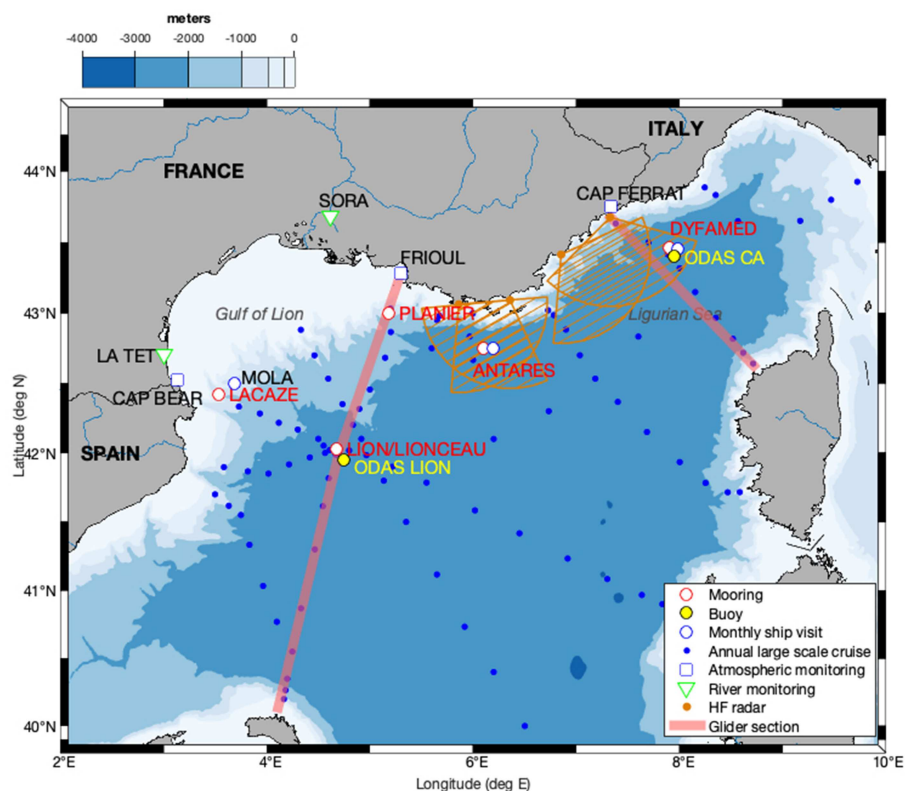 meters
-4000 -3000 -2000 -1000 0
ITALY
44°N
FRANCE
CAP FERRAT
SORA
DYFAMED
FRIOUL
ODAS CA
43°N
Gulf of Lion
PLANIER
Ligurian Sea
LA TET
ANTARES
MOLA
CAP BEAR
LACAZE
SPAIN
LION/LIONCEAU
42°N
ODAS LION
41°N
40°N
Latitude (deg N)
Mooring
Buoy
Monthly ship visit
Annual large scale cruise
Atmospheric monitoring
River monitoring
HF radar
Glider section
2°E 4°E 6°E 8°E 10°E
Longitude (deg E)